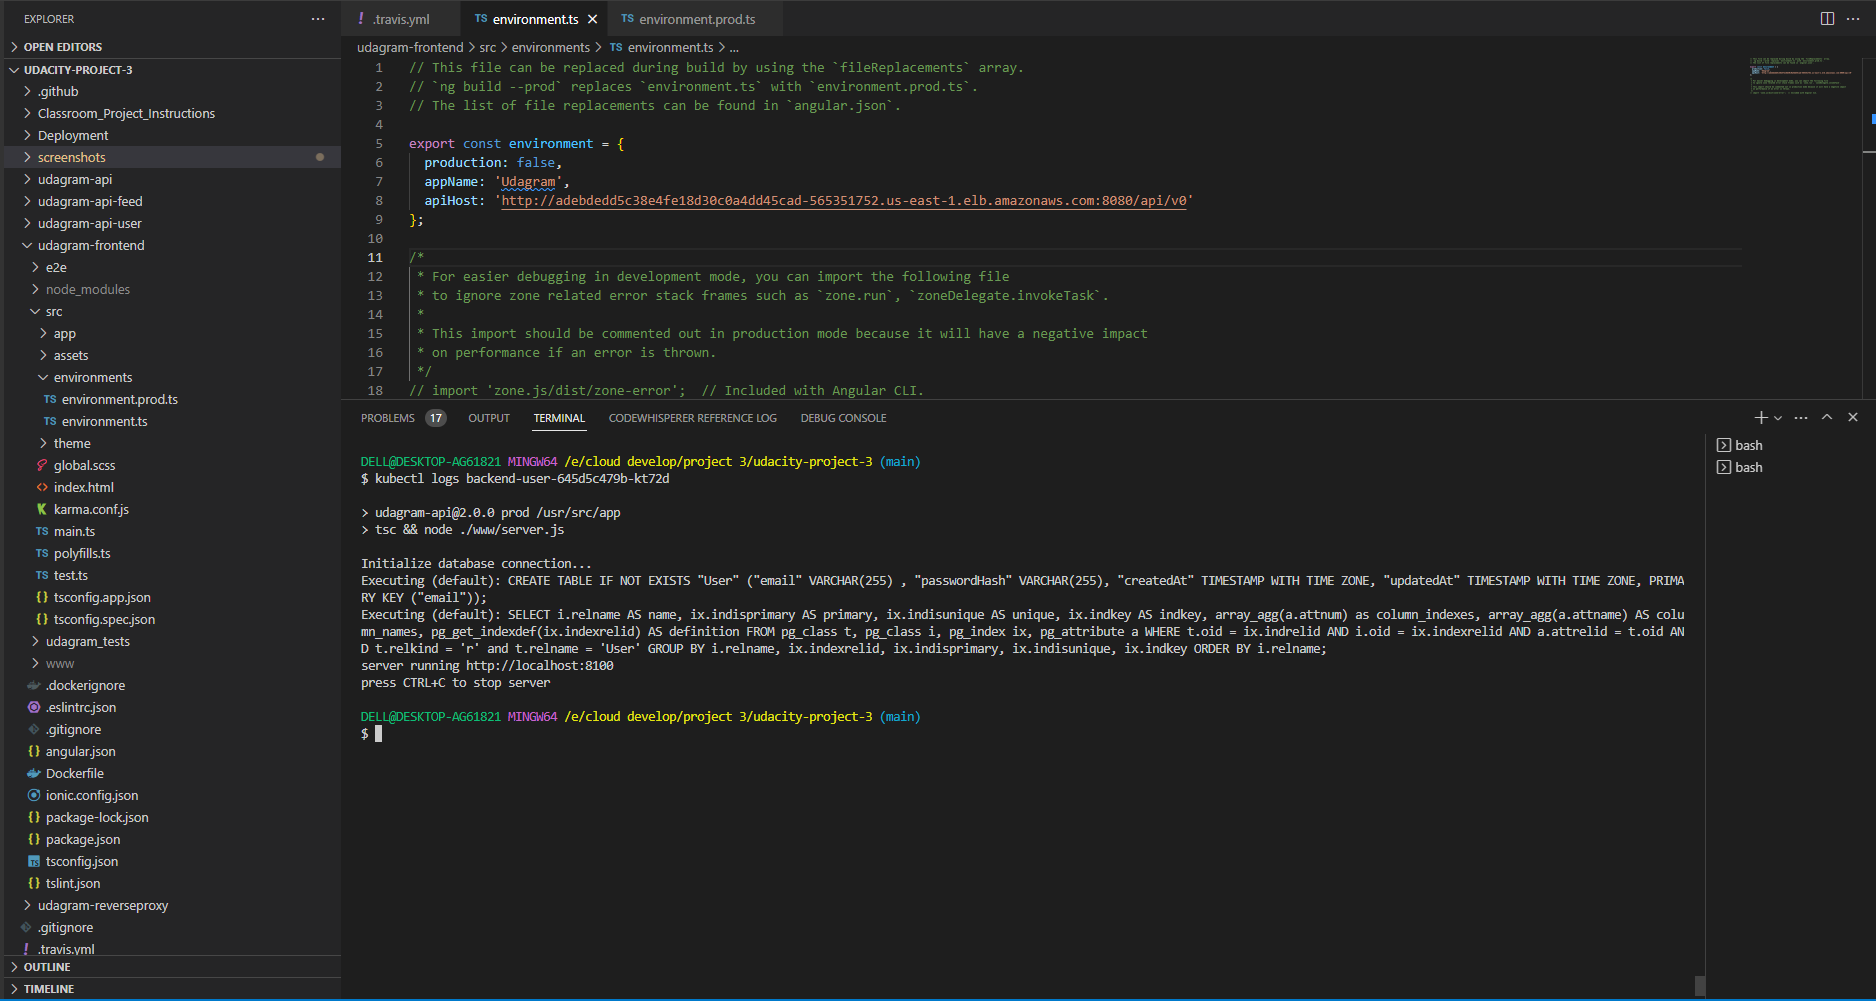 EXPLORER
OPEN EDITORS
UDACITY-PROJECT-3
.github
Classroom_Project_Instructions
Deployment
screenshots
udagram-api
udagram-api-feed
udagram-api-user
udagram-frontend
e2e
node_modules
src
app
assets
environments
TS environment.prod.ts
TS environment.ts
theme
global.scss
<> index.html
karma.conf.js
TS main.ts
TS polyfills.ts
TS test.ts
{} tsconfig.app.json
{} tsconfig.spec.json
udagram_tests
www
.dockerignore
.eslintrc.json
.gitignore
{} angular.json
Dockerfile
ionic.config.json
{} package-lock.json
{} package.json
TS tsconfig.json
{} tslint.json
udagram-reverseproxy
.gitignore
! .travis.yml
OUTLINE
TIMELINE
! .travis.yml
TS environment.ts
TS environment.prod.ts
udagram-frontend > src > environments > TS environment.ts > ...
1 // This file can be replaced during build by using the `fileReplacements` array.
2 // `ng build --prod` replaces `environment.ts` with `environment.prod.ts`.
3 // The list of file replacements can be found in `angular.json`.
4
5 export const environment = {
6 production: false,
7 appName: 'Udagram',
8 apiHost: 'http://adebdedd5c38e4fe18d30c0a4dd45cad-565351752.us-east-1.elb.amazonaws.com:8080/api/v0'
9 };
10
11 /*
12 * For easier debugging in development mode, you can import the following file
13 * to ignore zone related error stack frames such as `zone.run`, `zoneDelegate.invokeTask`.
14 *
15 * This import should be commented out in production mode because it will have a negative impact
16 * on performance if an error is thrown.
17 */
18 // import 'zone.js/dist/zone-error';  // Included with Angular CLI.
PROBLEMS 17 OUTPUT TERMINAL CODEWHISPERER REFERENCE LOG DEBUG CONSOLE
DELL@DESKTOP-AG61821 MINGW64 /e/cloud develop/project 3/udacity-project-3 (main)
$ kubectl logs backend-user-645d5c479b-kt72d
> udagram-api@2.0.0 prod /usr/src/app
> tsc && node ./www/server.js
Initialize database connection...
Executing (default): CREATE TABLE IF NOT EXISTS "User" ("email" VARCHAR(255) , "passwordHash" VARCHAR(255), "createdAt" TIMESTAMP WITH TIME ZONE, "updatedAt" TIMESTAMP WITH TIME ZONE, PRIMA
RY KEY ("email"));
Executing (default): SELECT i.relname AS name, ix.indisprimary AS primary, ix.indisunique AS unique, ix.indkey AS indkey, array_agg(a.attnum) as column_indexes, array_agg(a.attname) AS colu
mn_names, pg_get_indexdef(ix.indexrelid) AS definition FROM pg_class t, pg_class i, pg_index ix, pg_attribute a WHERE t.oid = ix.indrelid AND i.oid = ix.indexrelid AND a.attrelid = t.oid AN
D t.relkind = 'r' and t.relname = 'User' GROUP BY i.relname, ix.indexrelid, ix.indisprimary, ix.indisunique, ix.indkey ORDER BY i.relname;
server running http://localhost:8100
press CTRL+C to stop server
DELL@DESKTOP-AG61821 MINGW64 /e/cloud develop/project 3/udacity-project-3 (main)
$
bash
bash